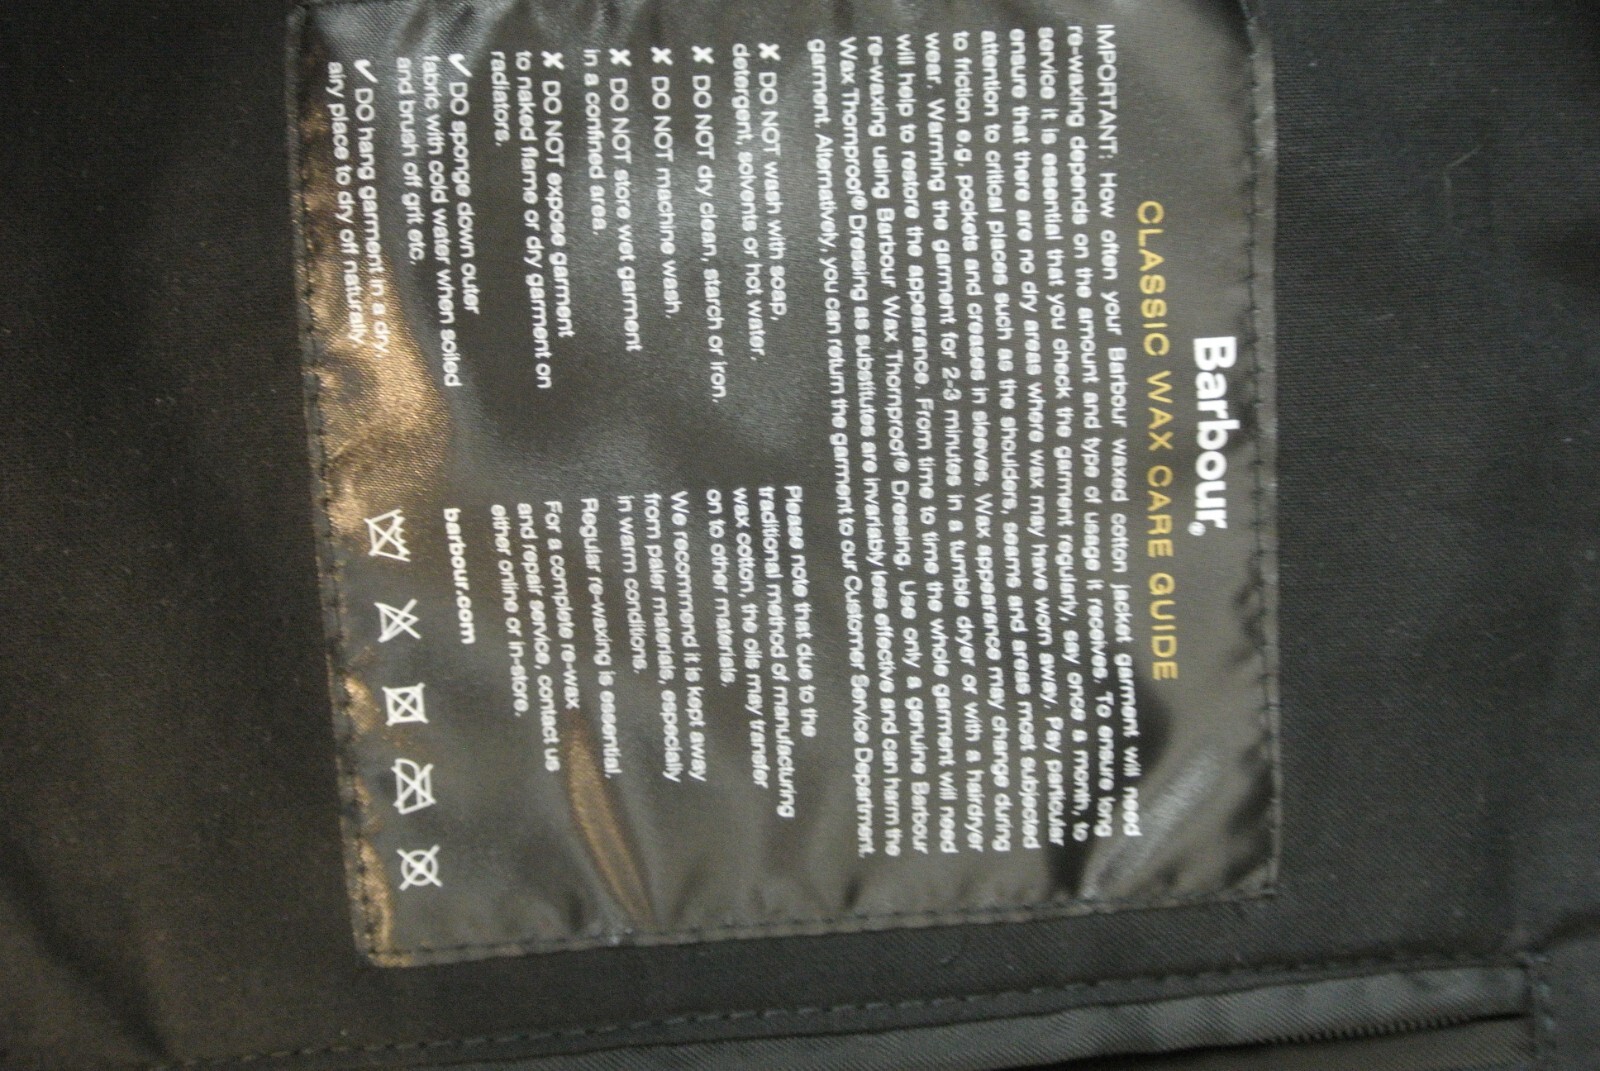 Barbour®
CLASSIC WAX CARE GUIDE
IMPORTANT: How often your Barbour waxed cotton jacket garment will need
re-waxing depends on the amount and type of usage it receives. To ensure long
service it is essential that you check the garment regularly, say once a month, to
ensure that there are no dry areas where wax may have worn away. Pay particular
attention to critical places such as the shoulders, seams and areas most subjected
to friction e.g. pockets and creases in sleeves. Wax appearance may change during
wear. Warming the garment for 2-3 minutes in a tumble dryer or with a hairdryer
will help to restore the appearance. From time to time the whole garment will need
re-waxing using Barbour Wax Thornproof® Dressing. Use only a genuine Barbour
Wax Thornproof® Dressing as substitutes are invariably less effective and can harm the
garment. Alternatively, you can return the garment to our Customer Service Department.
✘ DO NOT wash with soap,
detergent, solvents or hot water.
✘ DO NOT dry clean, starch or iron.
✘ DO NOT machine wash.
✘ DO NOT store wet garment
in a confined area.
✘ DO NOT expose garment
to naked flame or dry garment on
radiators.
✔ DO sponge down outer
fabric with cold water when soiled
and brush off grit etc.
✔ DO hang garment in a dry,
airy place to dry off naturally.
Please note that due to the
traditional method of manufacturing
wax cotton, the oils may transfer
on to other materials.
We recommend it is kept away
from paler materials, especially
in warm conditions.
Regular re-waxing is essential.
For a complete re-wax
and repair service, contact us
either online or in-store.
barbour.com